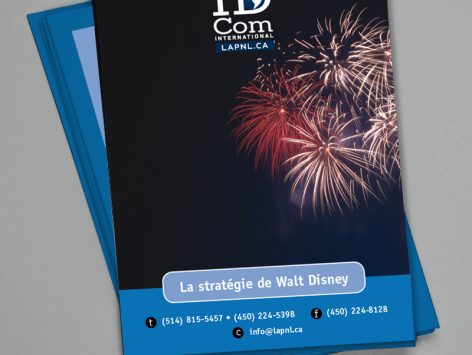 Com
INTERNATIONAL
LAPNL.CA
La stratégie de Walt Disney
t (514) 815-5457 • (450) 224-5398 f (450) 224-8128
c info@lapnl.ca